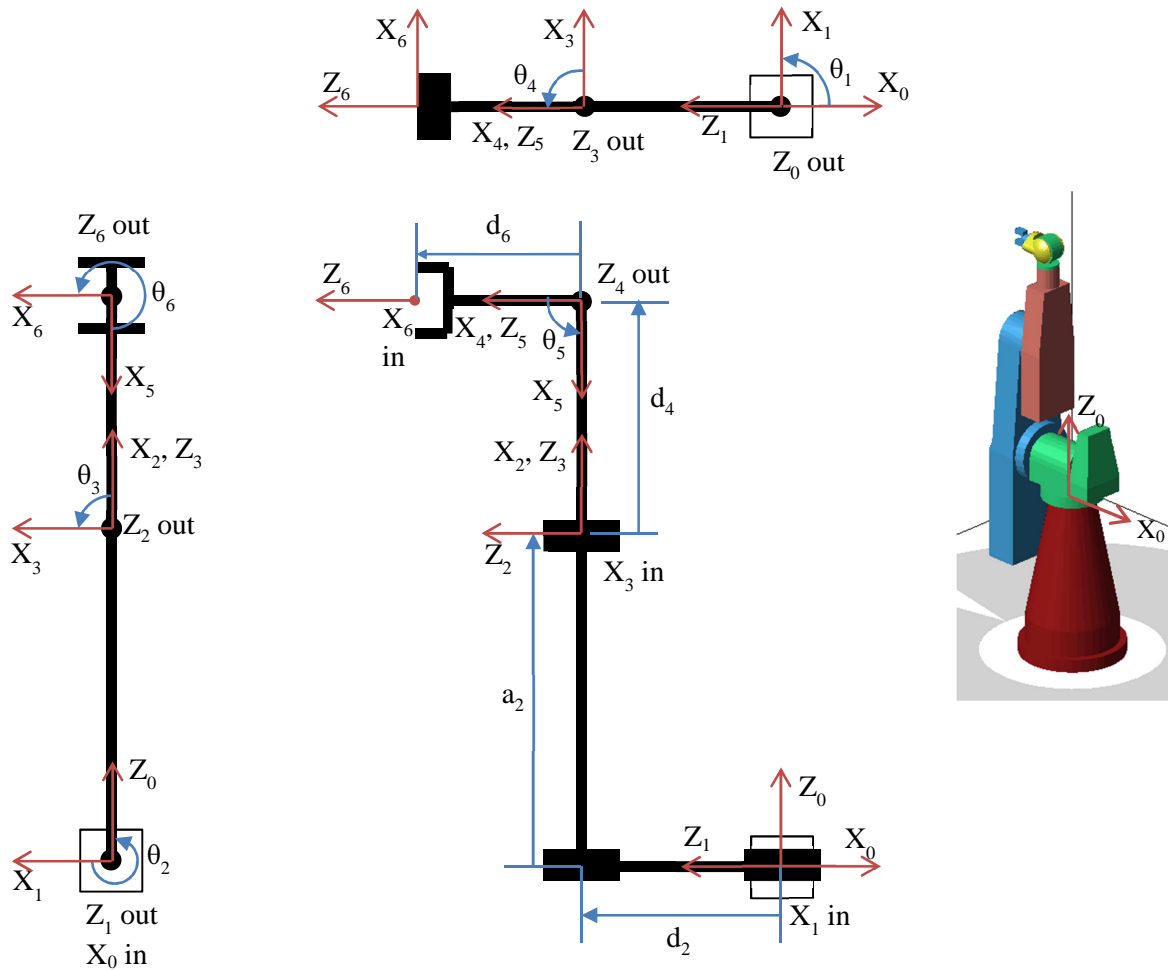 X₆ X₃ X₁
Z₆ θ₄ θ₁ X₀
X₄, Z₅ Z₃ out Z₁ Z₀ out
Z₆ out
X₆ θ₆
X₅
X₂, Z₃
θ₃
Z₂ out
X₃
Z₀
θ₂
X₁
Z₁ out
X₀ in
d₆
Z₆ Z₄ out
X₆ in
X₄, Z₅ θ₅
X₅ d₄
X₂, Z₃
Z₂ X₃ in
a₂
Z₀
Z₁ X₀
X₁ in
d₂
Z₀
X₀